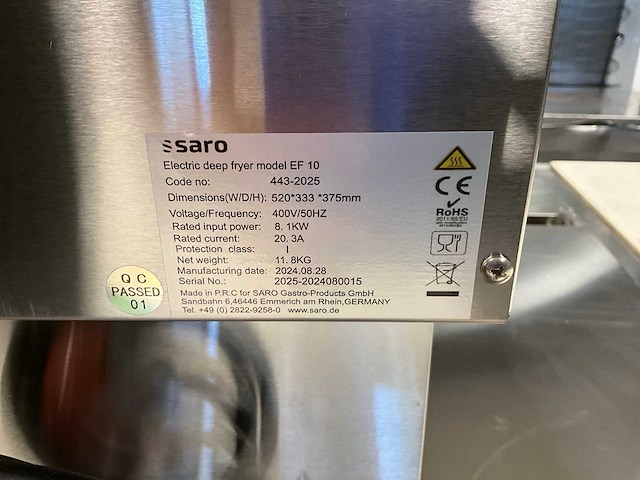 saro
Electric deep fryer model EF 10
Code no: 443-2025
Dimensions(W/D/H): 520*333 *375mm
Voltage/Frequency: 400V/50HZ
Rated input power: 8.1KW
Rated current: 20.3A
Protection class: I
Net weight: 11.8KG
Manufacturing date: 2024.08.28
Serial No.: 2025-2024080015
Made in P.R.C for SARO Gastro-Products GmbH
Sandbahn 6,46446 Emmerich am Rhein,GERMANY
Tel. +49 (0) 2822-9258-0 www.saro.de
CE
RoHS
2011/65/EU
QC
PASSED
01